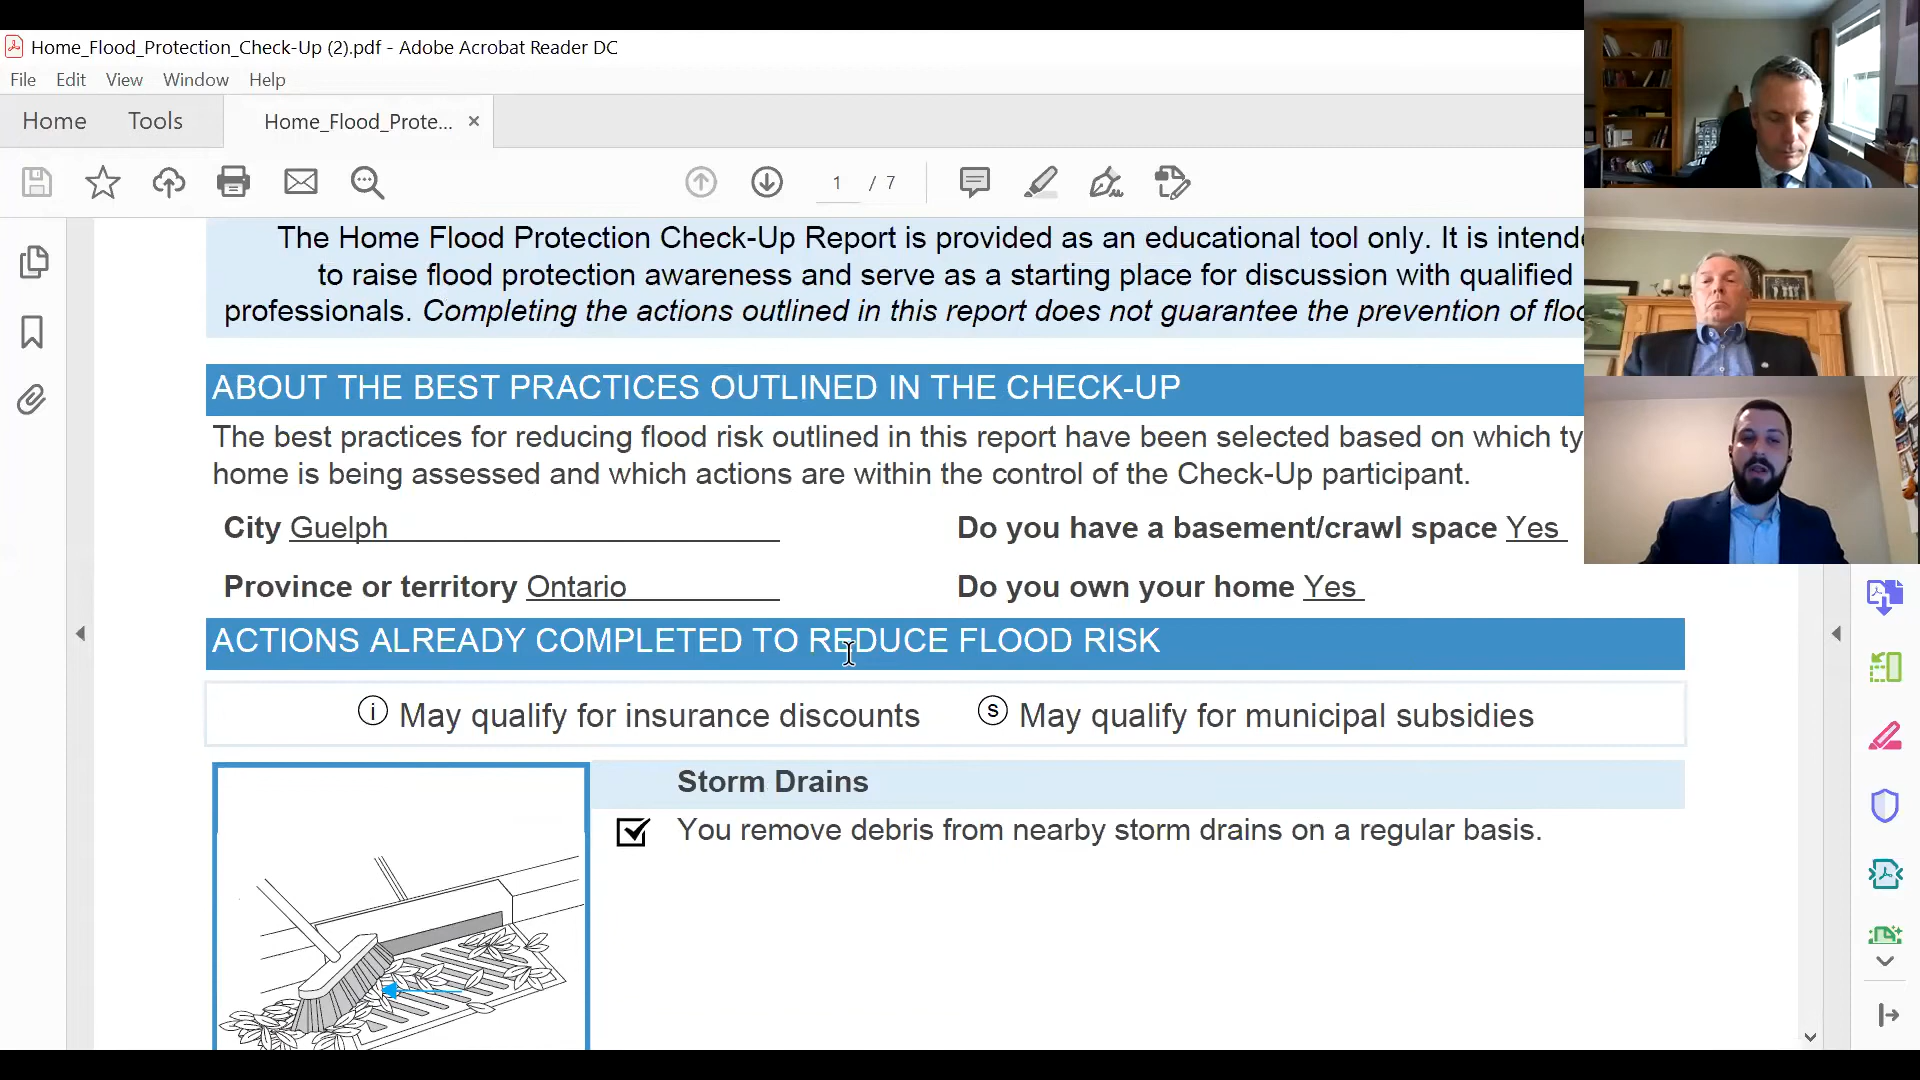 Home_Flood_Protection_Check-Up (2).pdf - Adobe Acrobat Reader DC
File Edit View Window Help
Home Tools Home_Flood_Prote... ×
1 / 7
The Home Flood Protection Check-Up Report is provided as an educational tool only. It is intende
to raise flood protection awareness and serve as a starting place for discussion with qualified
professionals. Completing the actions outlined in this report does not guarantee the prevention of floo
ABOUT THE BEST PRACTICES OUTLINED IN THE CHECK-UP
The best practices for reducing flood risk outlined in this report have been selected based on which ty
home is being assessed and which actions are within the control of the Check-Up participant.
City Guelph Do you have a basement/crawl space Yes
Province or territory Ontario Do you own your home Yes
ACTIONS ALREADY COMPLETED TO REDUCE FLOOD RISK
i May qualify for insurance discounts s May qualify for municipal subsidies
Storm Drains
You remove debris from nearby storm drains on a regular basis.